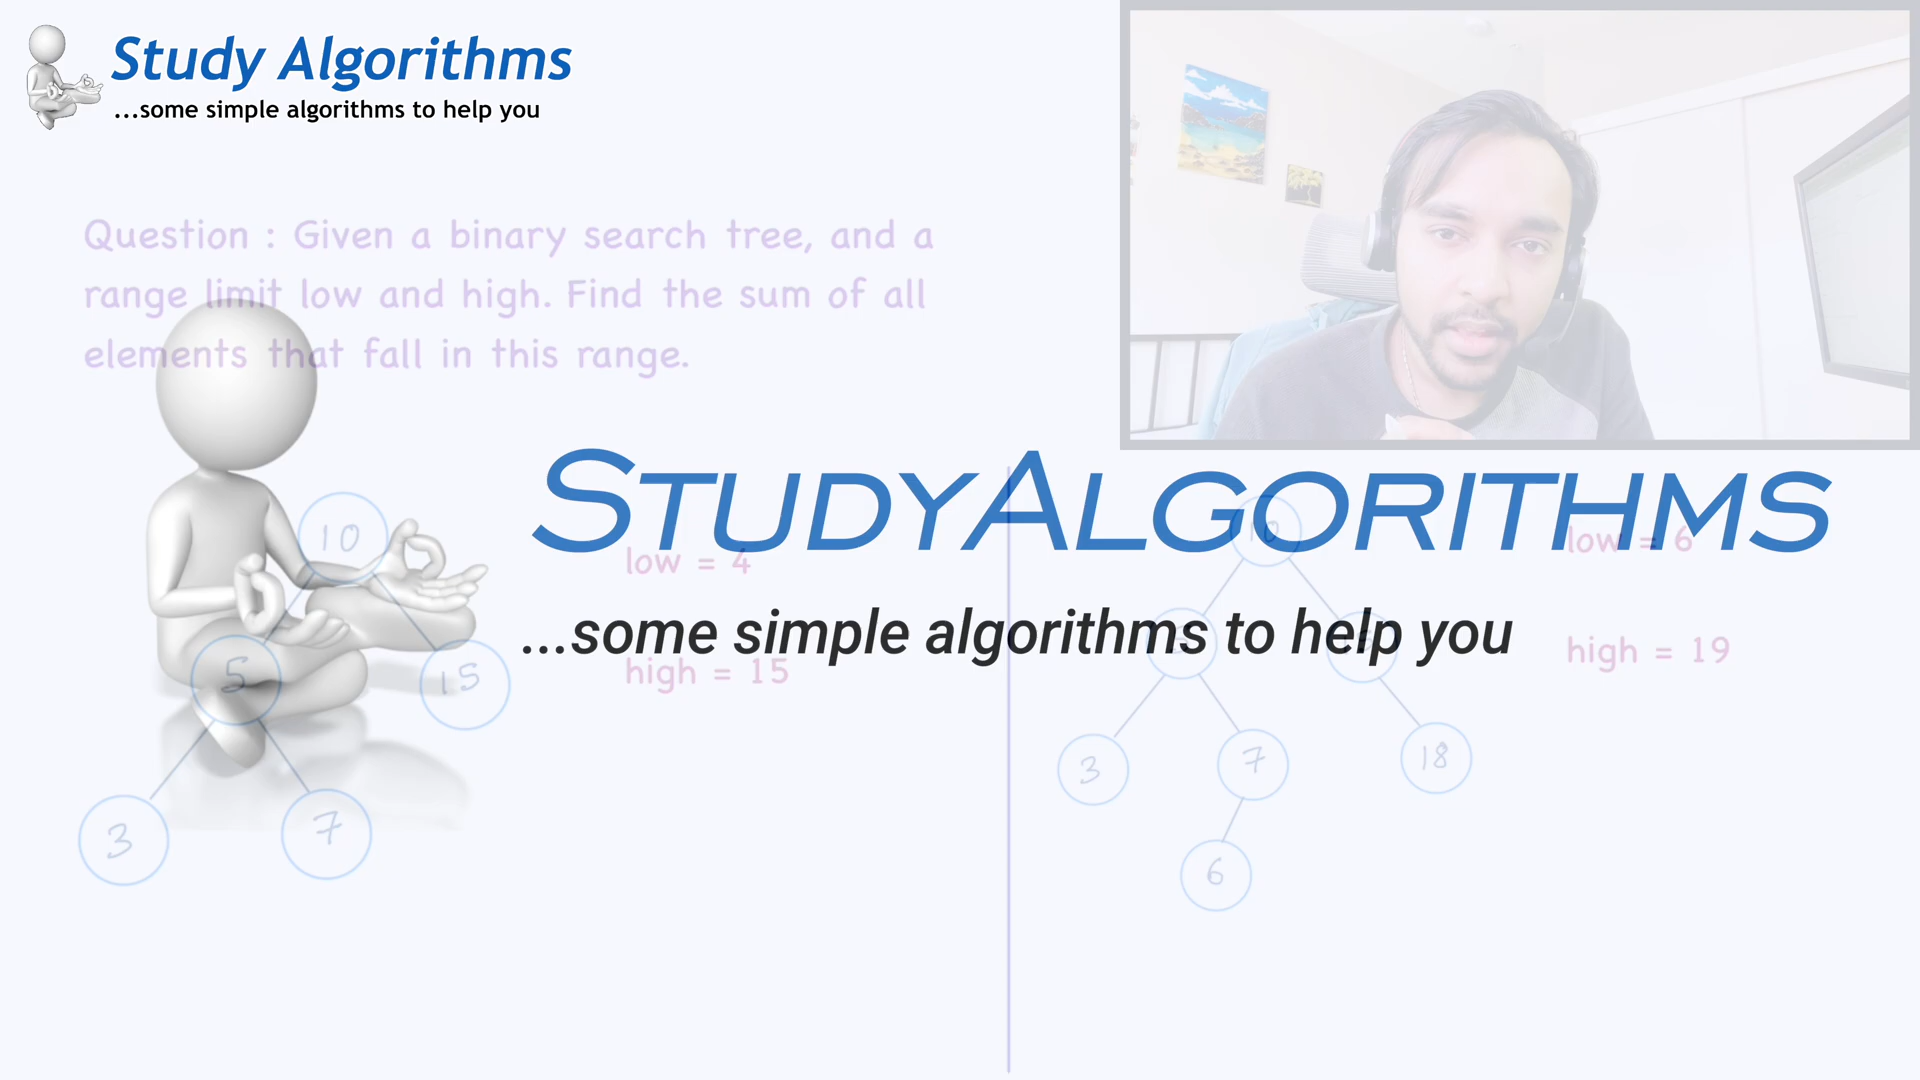 Study Algorithms
...some simple algorithms to help you
Question : Given a binary search tree, and a
range limit low and high. Find the sum of all
elements that fall in this range.
STUDYALGORITHMS
...some simple algorithms to help you
10
5
15
3
7
low = 4
high = 15
10
3
7
18
6
low = 6
high = 19